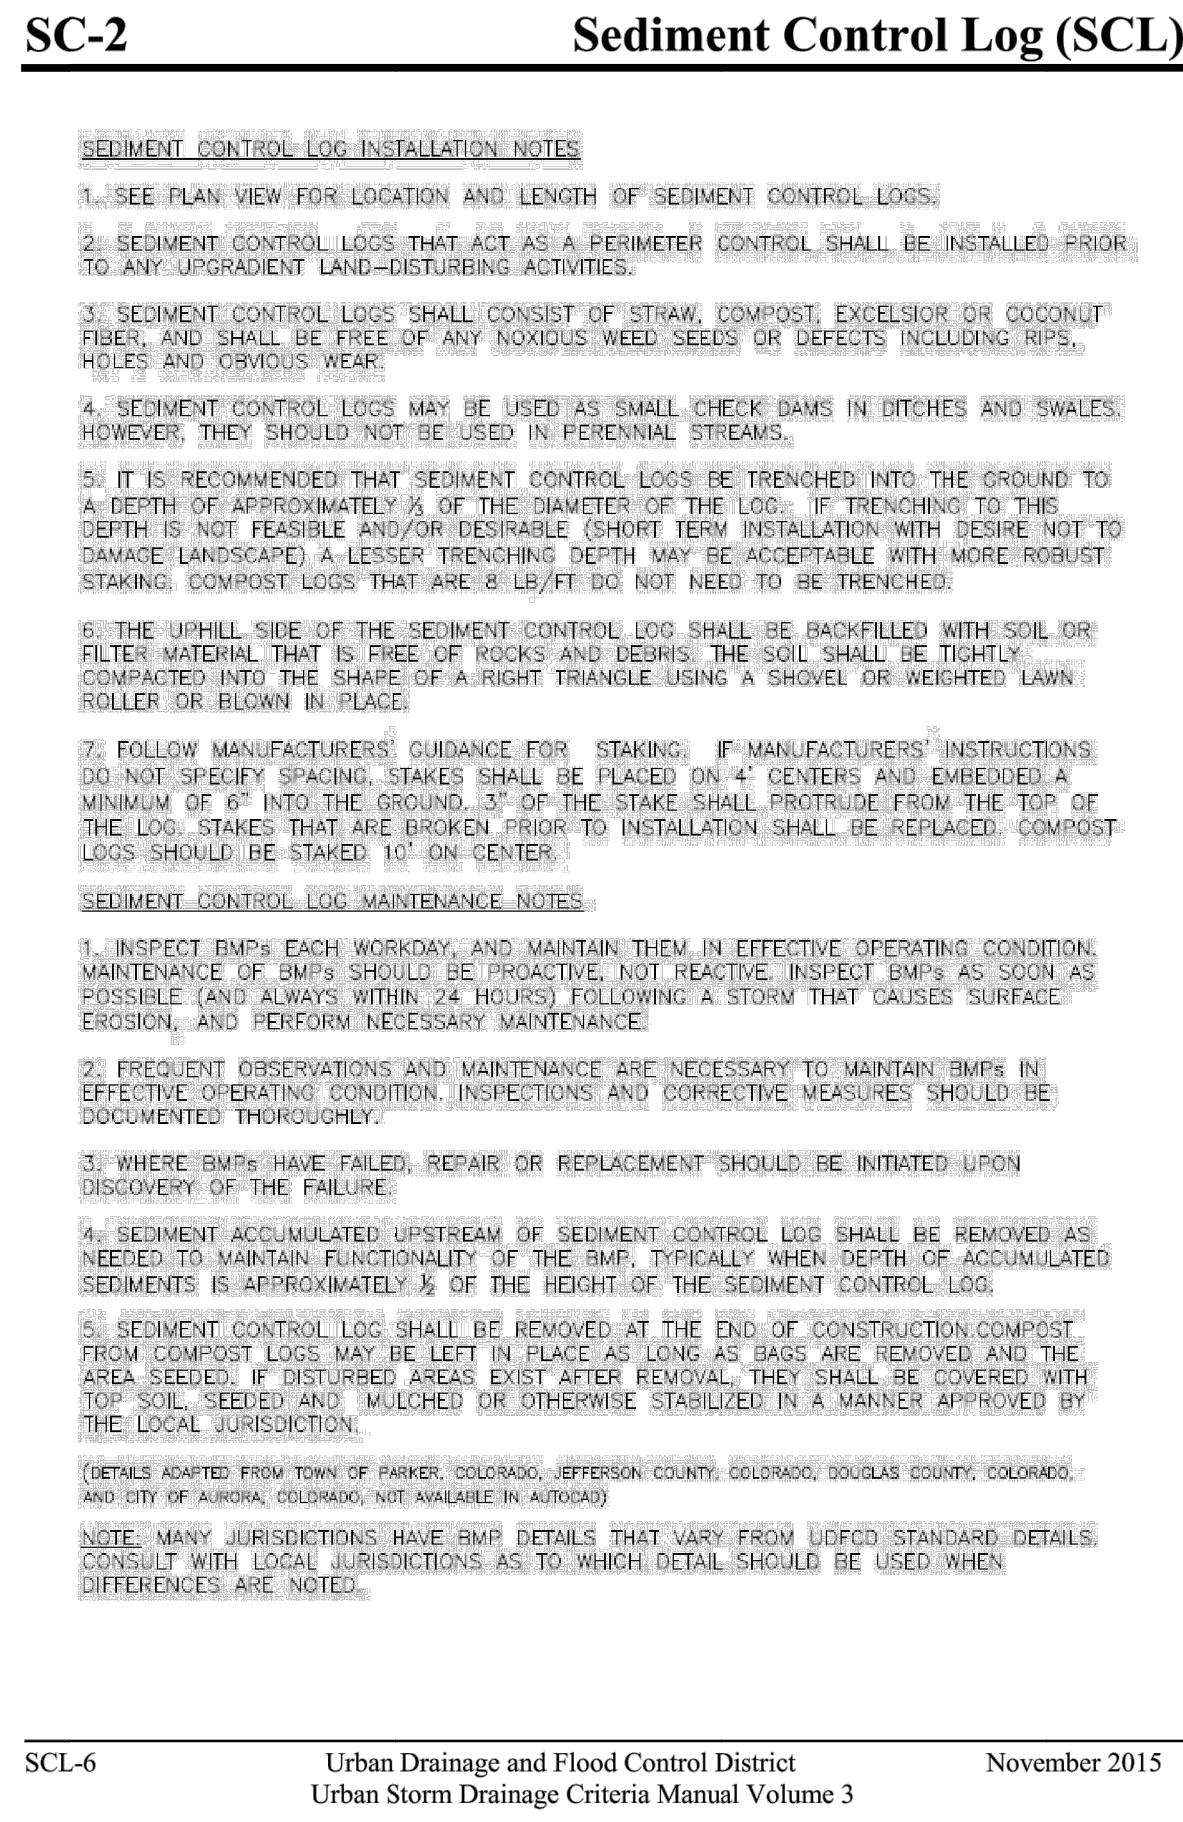 SC-2 Sediment Control Log (SCL)
SEDIMENT CONTROL LOG INSTALLATION NOTES
1. SEE PLAN VIEW FOR LOCATION AND LENGTH OF SEDIMENT CONTROL LOGS.
2. SEDIMENT CONTROL LOGS THAT ACT AS A PERIMETER CONTROL SHALL BE INSTALLED PRIOR
TO ANY UPGRADIENT LAND-DISTURBING ACTIVITIES.
3. SEDIMENT CONTROL LOGS SHALL CONSIST OF STRAW, COMPOST, EXCELSIOR OR COCONUT
FIBER, AND SHALL BE FREE OF ANY NOXIOUS WEED SEEDS OR DEFECTS INCLUDING RIPS,
HOLES AND OBVIOUS WEAR.
4. SEDIMENT CONTROL LOGS MAY BE USED AS SMALL CHECK DAMS IN DITCHES AND SWALES.
HOWEVER, THEY SHOULD NOT BE USED IN PERENNIAL STREAMS.
5. IT IS RECOMMENDED THAT SEDIMENT CONTROL LOGS BE TRENCHED INTO THE GROUND TO
A DEPTH OF APPROXIMATELY ⅓ OF THE DIAMETER OF THE LOG. IF TRENCHING TO THIS
DEPTH IS NOT FEASIBLE AND/OR DESIRABLE (SHORT TERM INSTALLATION WITH DESIRE NOT TO
DAMAGE LANDSCAPE) A LESSER TRENCHING DEPTH MAY BE ACCEPTABLE WITH MORE ROBUST
STAKING. COMPOST LOGS THAT ARE 8 LB/FT DO NOT NEED TO BE TRENCHED.
6. THE UPHILL SIDE OF THE SEDIMENT CONTROL LOG SHALL BE BACKFILLED WITH SOIL OR
FILTER MATERIAL THAT IS FREE OF ROCKS AND DEBRIS. THE SOIL SHALL BE TIGHTLY
COMPACTED INTO THE SHAPE OF A RIGHT TRIANGLE USING A SHOVEL OR WEIGHTED LAWN
ROLLER OR BLOWN IN PLACE.
7. FOLLOW MANUFACTURERS' GUIDANCE FOR STAKING. IF MANUFACTURERS' INSTRUCTIONS
DO NOT SPECIFY SPACING, STAKES SHALL BE PLACED ON 4' CENTERS AND EMBEDDED A
MINIMUM OF 6" INTO THE GROUND. 3" OF THE STAKE SHALL PROTRUDE FROM THE TOP OF
THE LOG. STAKES THAT ARE BROKEN PRIOR TO INSTALLATION SHALL BE REPLACED. COMPOST
LOGS SHOULD BE STAKED 10' ON CENTER.
SEDIMENT CONTROL LOG MAINTENANCE NOTES
1. INSPECT BMPs EACH WORKDAY, AND MAINTAIN THEM IN EFFECTIVE OPERATING CONDITION.
MAINTENANCE OF BMPs SHOULD BE PROACTIVE, NOT REACTIVE. INSPECT BMPs AS SOON AS
POSSIBLE (AND ALWAYS WITHIN 24 HOURS) FOLLOWING A STORM THAT CAUSES SURFACE
EROSION, AND PERFORM NECESSARY MAINTENANCE.
2. FREQUENT OBSERVATIONS AND MAINTENANCE ARE NECESSARY TO MAINTAIN BMPs IN
EFFECTIVE OPERATING CONDITION. INSPECTIONS AND CORRECTIVE MEASURES SHOULD BE
DOCUMENTED THOROUGHLY.
3. WHERE BMPs HAVE FAILED, REPAIR OR REPLACEMENT SHOULD BE INITIATED UPON
DISCOVERY OF THE FAILURE.
4. SEDIMENT ACCUMULATED UPSTREAM OF SEDIMENT CONTROL LOG SHALL BE REMOVED AS
NEEDED TO MAINTAIN FUNCTIONALITY OF THE BMP, TYPICALLY WHEN DEPTH OF ACCUMULATED
SEDIMENTS IS APPROXIMATELY ½ OF THE HEIGHT OF THE SEDIMENT CONTROL LOG.
5. SEDIMENT CONTROL LOG SHALL BE REMOVED AT THE END OF CONSTRUCTION.COMPOST
FROM COMPOST LOGS MAY BE LEFT IN PLACE AS LONG AS BAGS ARE REMOVED AND THE
AREA SEEDED. IF DISTURBED AREAS EXIST AFTER REMOVAL, THEY SHALL BE COVERED WITH
TOP SOIL, SEEDED AND MULCHED OR OTHERWISE STABILIZED IN A MANNER APPROVED BY
THE LOCAL JURISDICTION.
(DETAILS ADAPTED FROM TOWN OF PARKER, COLORADO, JEFFERSON COUNTY, COLORADO, DOUGLAS COUNTY, COLORADO,
AND CITY OF AURORA, COLORADO, NOT AVAILABLE IN AUTOCAD)
NOTE: MANY JURISDICTIONS HAVE BMP DETAILS THAT VARY FROM UDFCD STANDARD DETAILS.
CONSULT WITH LOCAL JURISDICTIONS AS TO WHICH DETAIL SHOULD BE USED WHEN
DIFFERENCES ARE NOTED.
SCL-6 Urban Drainage and Flood Control District November 2015
Urban Storm Drainage Criteria Manual Volume 3